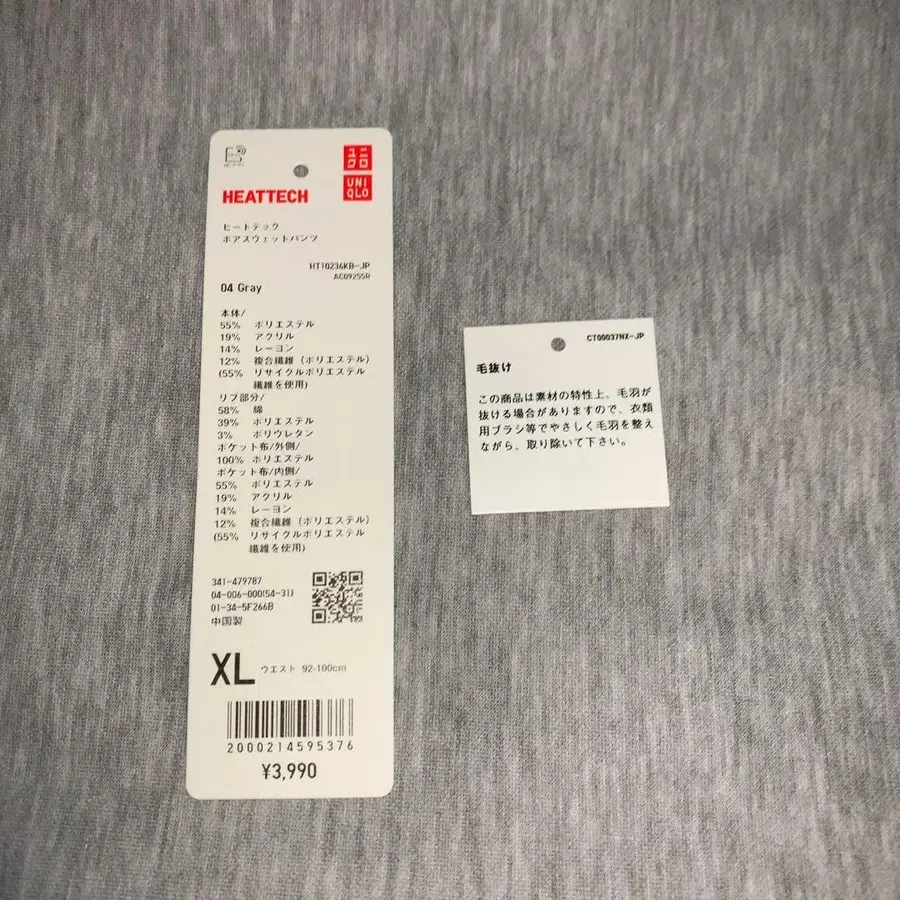 ユニ
クロ
UNI
QLO
HEATTECH
ヒートテック
ボアスウェットパンツ
HT10236KB-JP
AC09255R
04 Gray
本体/
55% ポリエステル
19% アクリル
14% レーヨン
12% 複合繊維（ポリエステル）
(55% リサイクルポリエステル
繊維を使用)
リブ部分/
58% 綿
39% ポリエステル
3% ポリウレタン
ポケット布/外側/
100% ポリエステル
ポケット布/内側/
55% ポリエステル
19% アクリル
14% レーヨン
12% 複合繊維（ポリエステル）
(55% リサイクルポリエステル
繊維を使用)
341-479787
04-006-000(54-31)
01-34-5F266B
中国製
XL ウエスト 92-100cm
2000214595376
¥3,990
CT00037NX-JP
毛抜け
この商品は素材の特性上、毛羽が
抜ける場合がありますので、衣類
用ブラシ等でやさしく毛羽を整え
ながら、取り除いて下さい。